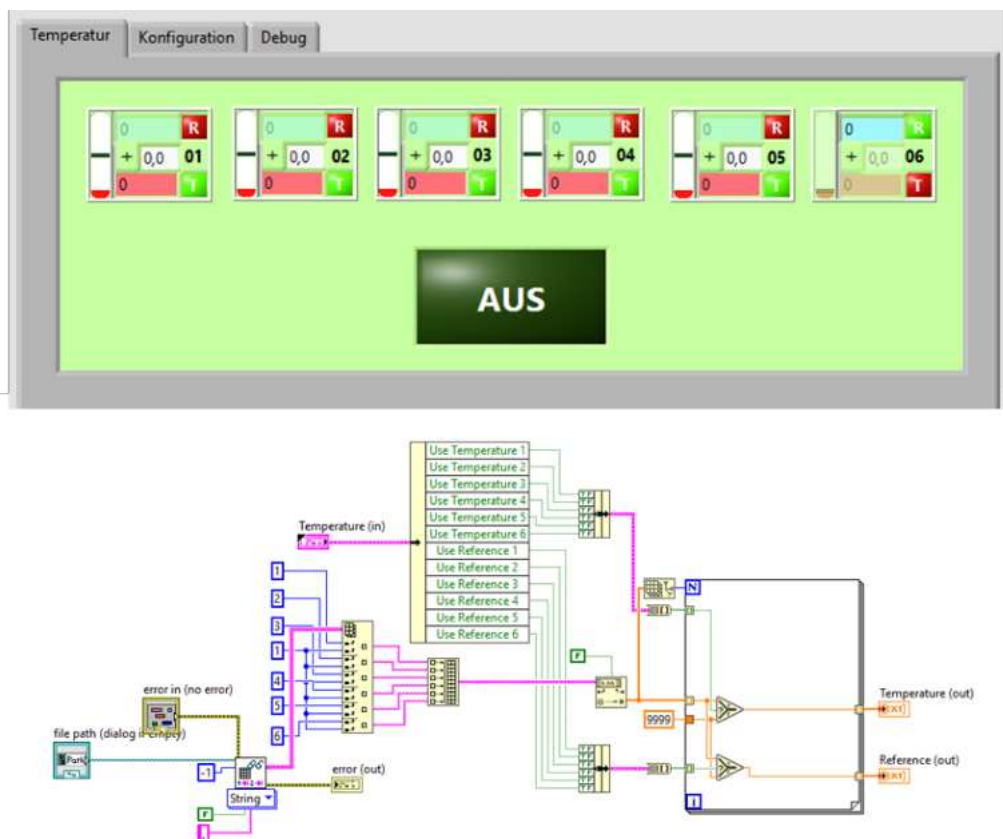 Temperatur Konfiguration Debug
0 R 0 R 0 R 0 R 0 R 0 R
+ 0,0 01 + 0,0 02 + 0,0 03 + 0,0 04 + 0,0 05 + 0,0 06
0 T 0 T 0 T 0 T 0 T 0 T
AUS
Use Temperature 1
Use Temperature 2
Use Temperature 3
Use Temperature 4
Use Temperature 5
Use Temperature 6
Use Reference 1
Use Reference 2
Use Reference 3
Use Reference 4
Use Reference 5
Use Reference 6
Temperature (in)
1
2
3
1
4
5
6
N
F
9999
i
Temperature (out)
Reference (out)
error in (no error)
file path (dialog if empty)
Path
-1
error (out)
String
F